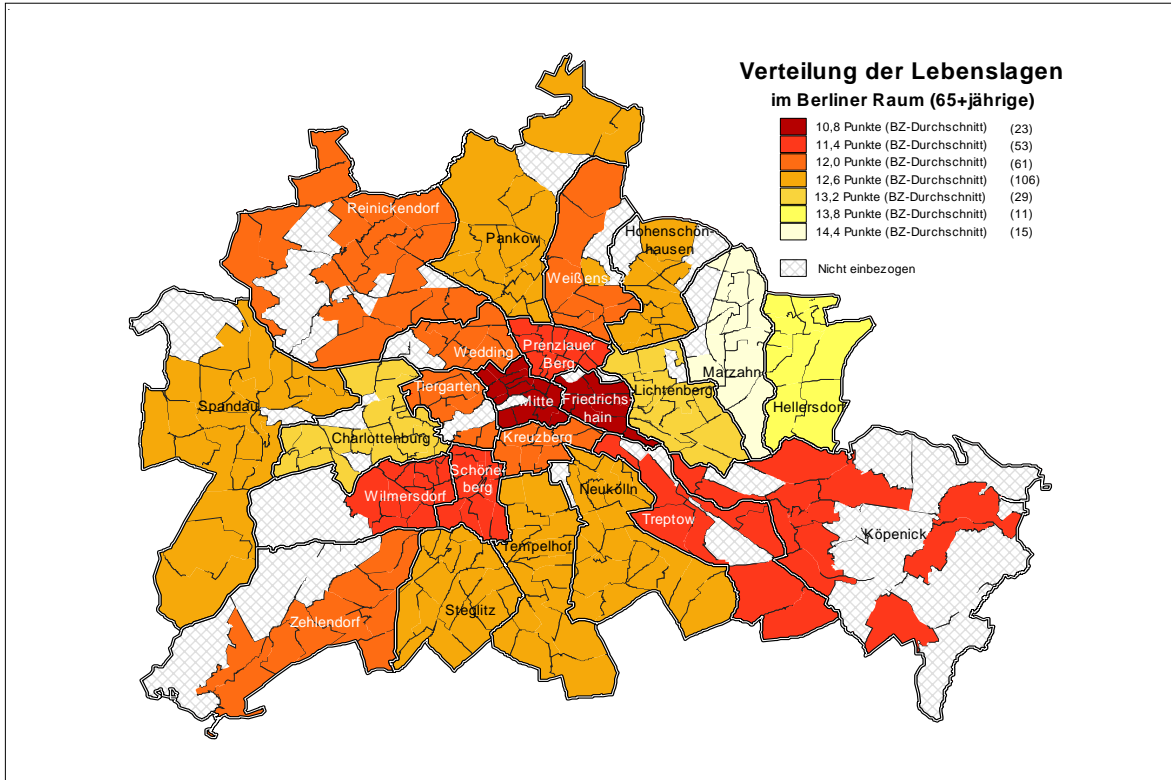 Verteilung der Lebenslagen
im Berliner Raum (65+jährige)
10,8 Punkte (BZ-Durchschnitt) (23)
11,4 Punkte (BZ-Durchschnitt) (53)
12,0 Punkte (BZ-Durchschnitt) (61)
12,6 Punkte (BZ-Durchschnitt) (106)
13,2 Punkte (BZ-Durchschnitt) (29)
13,8 Punkte (BZ-Durchschnitt) (11)
14,4 Punkte (BZ-Durchschnitt) (15)
Nicht einbezogen
Reinickendorf
Pankow
Hohenschön-
hausen
Weißensee
Wedding
Prenzlauer
Berg
Marzahn
Tiergarten
Mitte
Friedrichs-
hain
Lichtenberg
Hellersdorf
Spandau
Charlottenburg
Kreuzberg
Wilmersdorf
Schöne-
berg
Neukölln
Treptow
Köpenick
Tempelhof
Steglitz
Zehlendorf